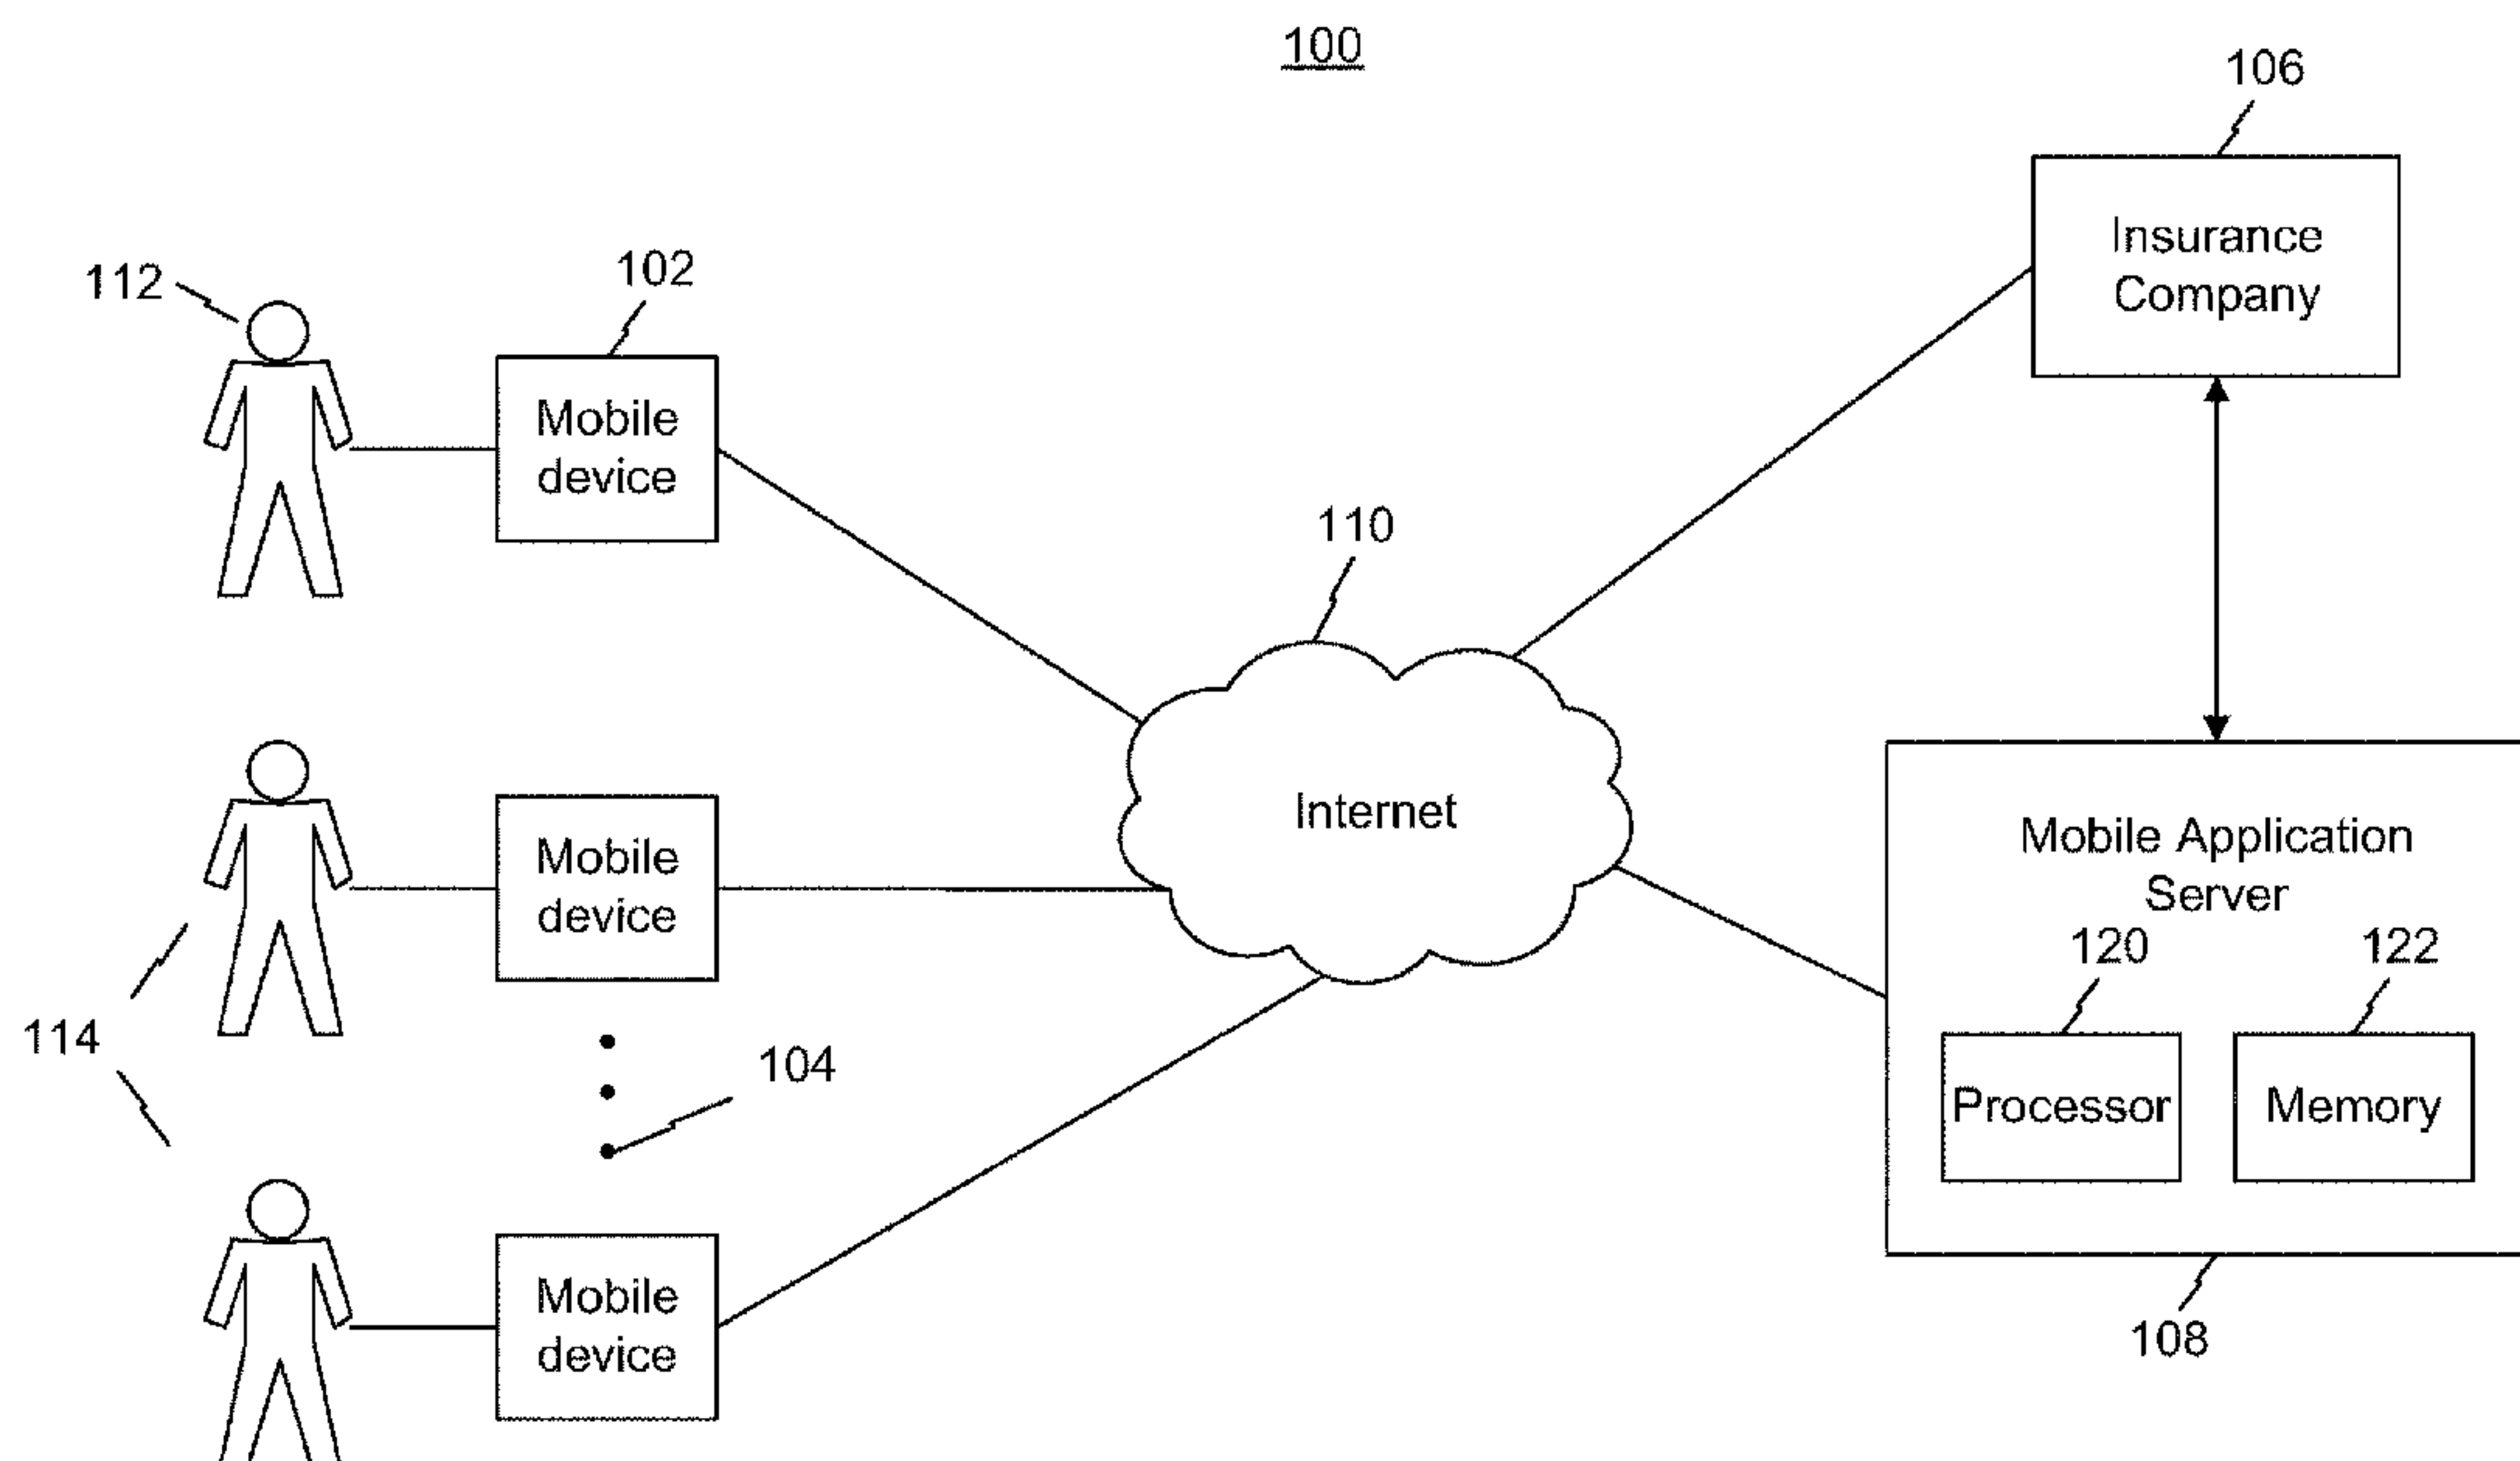 100
106
Insurance
Company
112
102
Mobile
device
110
Internet
Mobile
device
Mobile Application
Server
120
122
Processor
Memory
114
104
Mobile
device
108